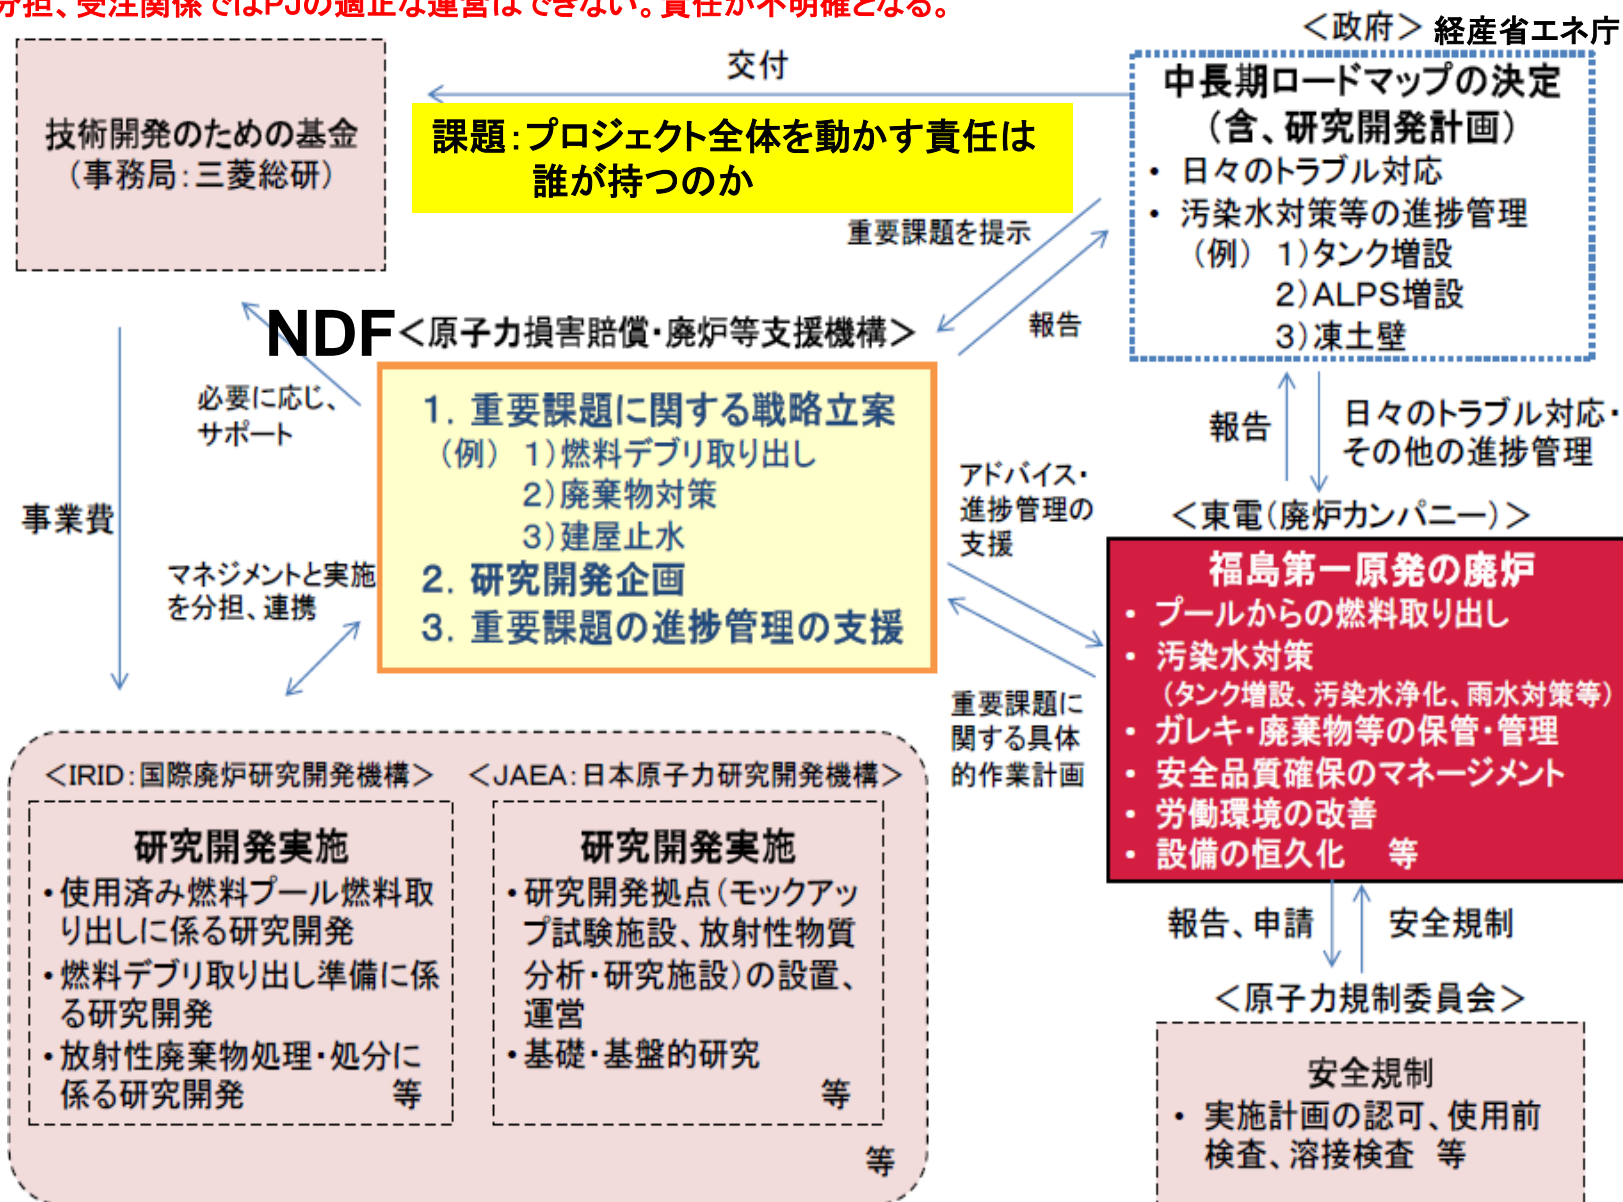 分担、受注関係ではPJの適正な運営はできない。責任が不明確となる。
＜政府＞ 経産省エネ庁
交付
中長期ロードマップの決定
（含、研究開発計画）
・ 日々のトラブル対応
・ 汚染水対策等の進捗管理
（例） 1)タンク増設
2)ALPS増設
3)凍土壁
技術開発のための基金
（事務局：三菱総研）
課題：プロジェクト全体を動かす責任は
誰が持つのか
重要課題を提示
報告
NDF＜原子力損害賠償・廃炉等支援機構＞
必要に応じ、
サポート
1. 重要課題に関する戦略立案
（例） 1)燃料デブリ取り出し
2)廃棄物対策
3)建屋止水
2. 研究開発企画
3. 重要課題の進捗管理の支援
報告
日々のトラブル対応・
その他の進捗管理
アドバイス・
進捗管理の
支援
事業費
マネジメントと実施
を分担、連携
＜東電（廃炉カンパニー）＞
福島第一原発の廃炉
・ プールからの燃料取り出し
・ 汚染水対策
（タンク増設、汚染水浄化、雨水対策等）
・ ガレキ・廃棄物等の保管・管理
・ 安全品質確保のマネージメント
・ 労働環境の改善
・ 設備の恒久化 等
重要課題に
関する具体
的作業計画
＜IRID：国際廃炉研究開発機構＞
研究開発実施
・使用済み燃料プール燃料取
り出しに係る研究開発
・燃料デブリ取り出し準備に係
る研究開発
・放射性廃棄物処理・処分に
係る研究開発 等
＜JAEA：日本原子力研究開発機構＞
研究開発実施
・研究開発拠点（モックアッ
プ試験施設、放射性物質
分析・研究施設）の設置、
運営
・基礎・基盤的研究
等
等
報告、申請
安全規制
＜原子力規制委員会＞
安全規制
・ 実施計画の認可、使用前
検査、溶接検査 等